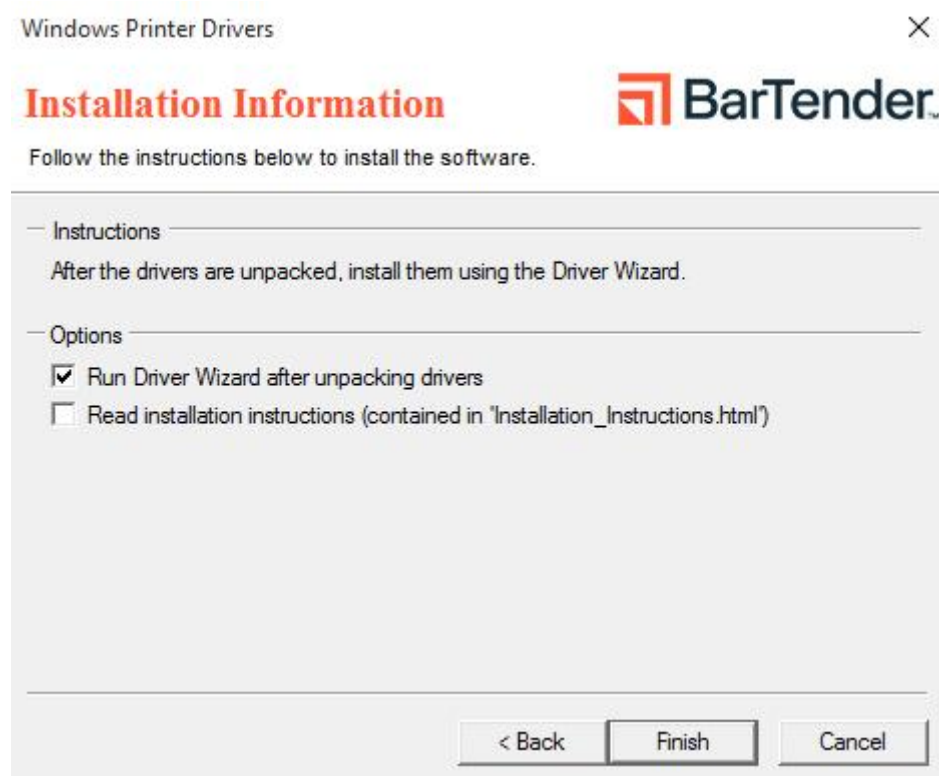 Windows Printer Drivers
Installation Information
BarTender™
Follow the instructions below to install the software.
Instructions
After the drivers are unpacked, install them using the Driver Wizard.
Options
Run Driver Wizard after unpacking drivers
Read installation instructions (contained in 'Installation_Instructions.html')
< Back
Finish
Cancel